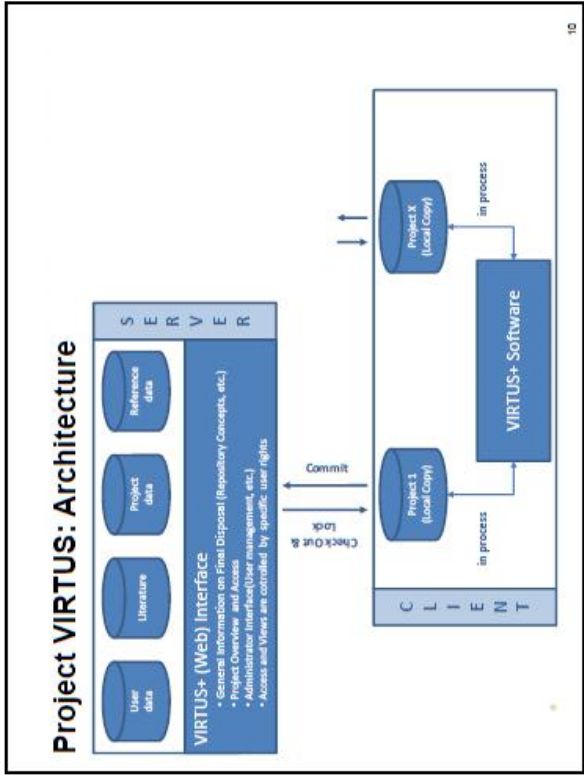 Project VIRTUS: Architecture
User
data
Literature
Project
data
Reference
data
SERVER
VIRTUS+ (Web) Interface
• General Information on Final Disposal (Repository Concepts, etc.)
• Project Overview and Access
• Administrator Interface(User management, etc.)
• Access and Views are cotrolled by specific user rights
Check Out &
Lock
Commit
CLIENT
Project 1
(Local Copy)
Project X
(Local Copy)
in process
in process
VIRTUS+ Software
10